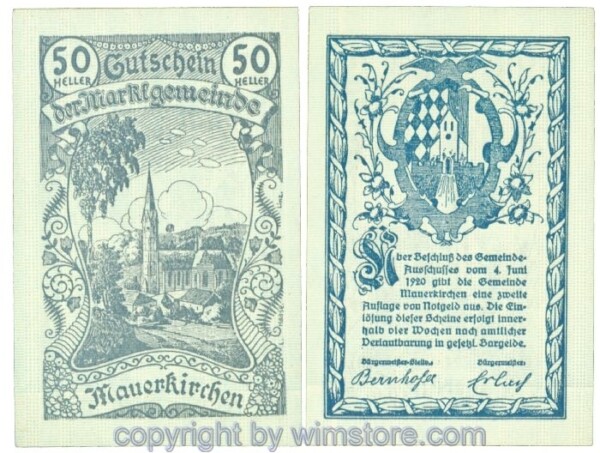 50 HELLER Gutschein 50 HELLER
der Marktgemeinde
Mauerkirchen
Über Beschluß des Gemeinde-
Ausschusses vom 4. Juni
1920 gibt die Gemeinde
Mauerkirchen eine zweite
Auflage von Notgeld aus. Die Ein-
lösung dieser Scheine erfolgt inner-
halb vier Wochen nach amtlicher
Verlautbarung in gesetzl. Bargelde.
Bürgermeister-Stellv. Bürgermeister
Bernhofer
copyright by wimstore.com